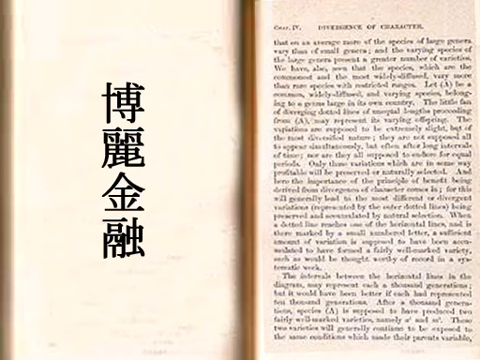 博麗金融
CHAP. IV. DIVERGENCE OF CHARACTER.
that on an average more of the species of large genera
vary than of small genera; and the varying species of
the large genera present a greater number of varieties.
We have, also, seen that the species, which are the
commonest and the most widely-diffused, vary more
than rare species with restricted ranges. Let (A) be a
common, widely-diffused, and varying species, belong-
ing to a genus large in its own country. The little fan
of diverging dotted lines of unequal lengths proceeding
from (A), may represent its varying offspring. The
variations are supposed to be extremely slight, but of
the most diversified nature; they are not supposed all
to appear simultaneously, but often after long intervals
of time; nor are they all supposed to endure for equal
periods. Only those variations which are in some way
profitable will be preserved or naturally selected. And
here the importance of the principle of benefit being
derived from divergence of character comes in; for this
will generally lead to the most different or divergent
variations (represented by the outer dotted lines) being
preserved and accumulated by natural selection. When
a dotted line reaches one of the horizontal lines, and is
there marked by a small numbered letter, a sufficient
amount of variation is supposed to have been accu-
mulated to have formed a fairly well-marked variety,
such as would be thought worthy of record in a sys-
tematic work.
The intervals between the horizontal lines in the
diagram, may represent each a thousand generations;
but it would have been better if each had represented
ten thousand generations. After a thousand genera-
tions, species (A) is supposed to have produced two
fairly well-marked varieties, namely a¹ and m¹. These
two varieties will generally continue to be exposed to
the same conditions which made their parents variable,